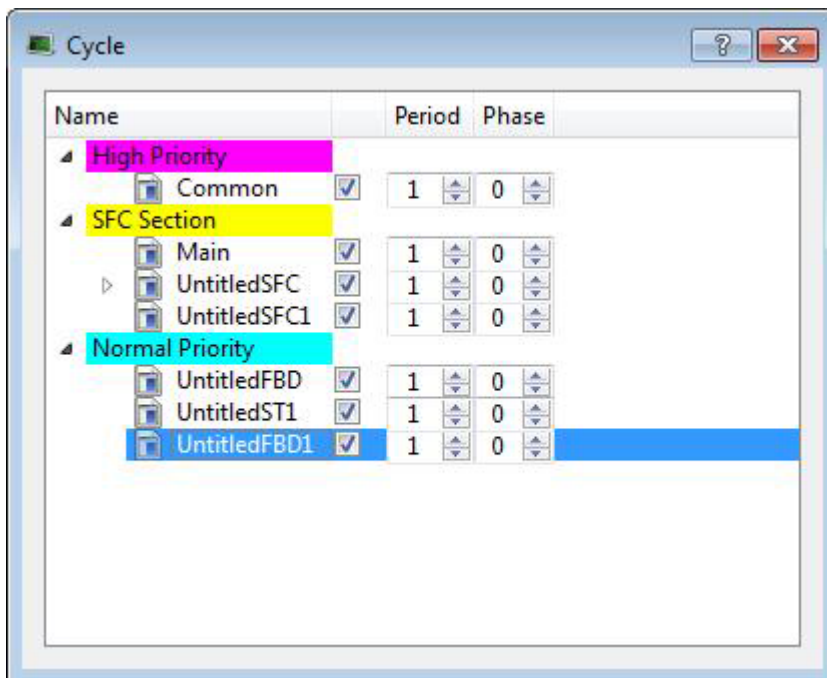 Cycle
Name Period Phase
High Priority
Common 1 0
SFC Section
Main 1 0
UntitledSFC 1 0
UntitledSFC1 1 0
Normal Priority
UntitledFBD 1 0
UntitledST1 1 0
UntitledFBD1 1 0